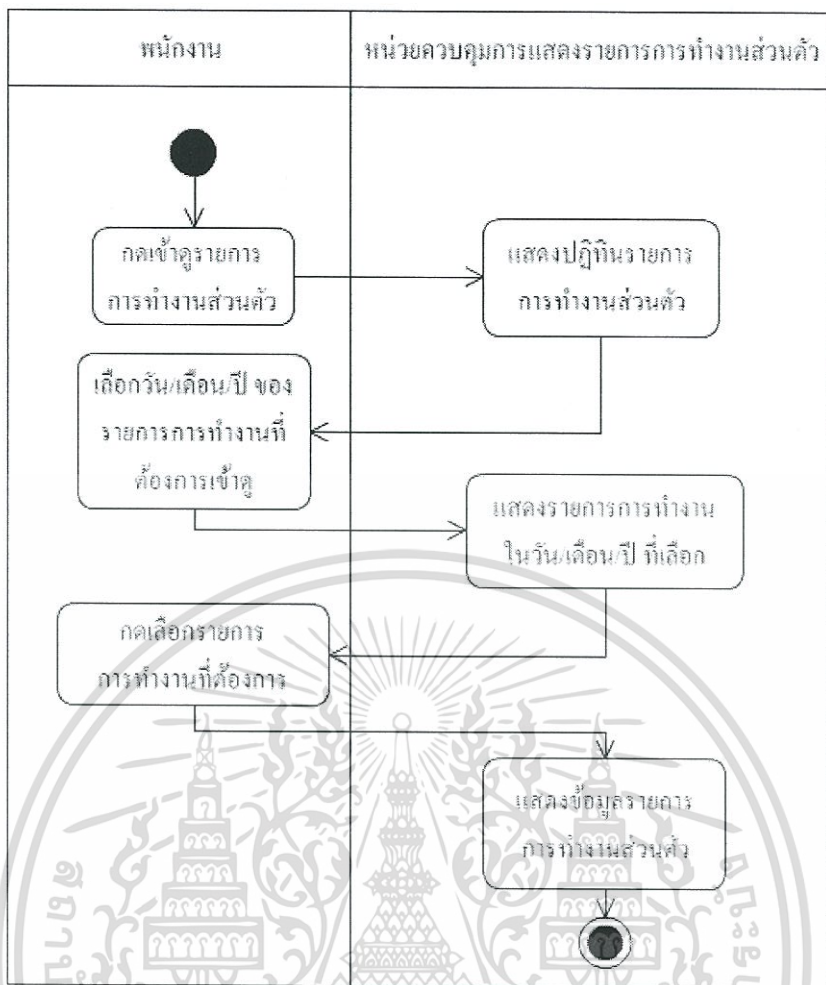 พนักงาน
หน่วยควบคุมการแสดงรายการการทำงานส่วนตัว
กดเข้าดูรายการ
การทำงานส่วนตัว
แสดงปฏิทินรายการ
การทำงานส่วนตัว
เลือกวัน/เดือน/ปี ของ
รายการการทำงานที่
ต้องการเข้าดู
แสดงรายการการทำงาน
ในวัน/เดือน/ปี ที่เลือก
กดเลือกรายการ
การทำงานที่ต้องการ
แสดงข้อมูลรายการ
การทำงานส่วนตัว